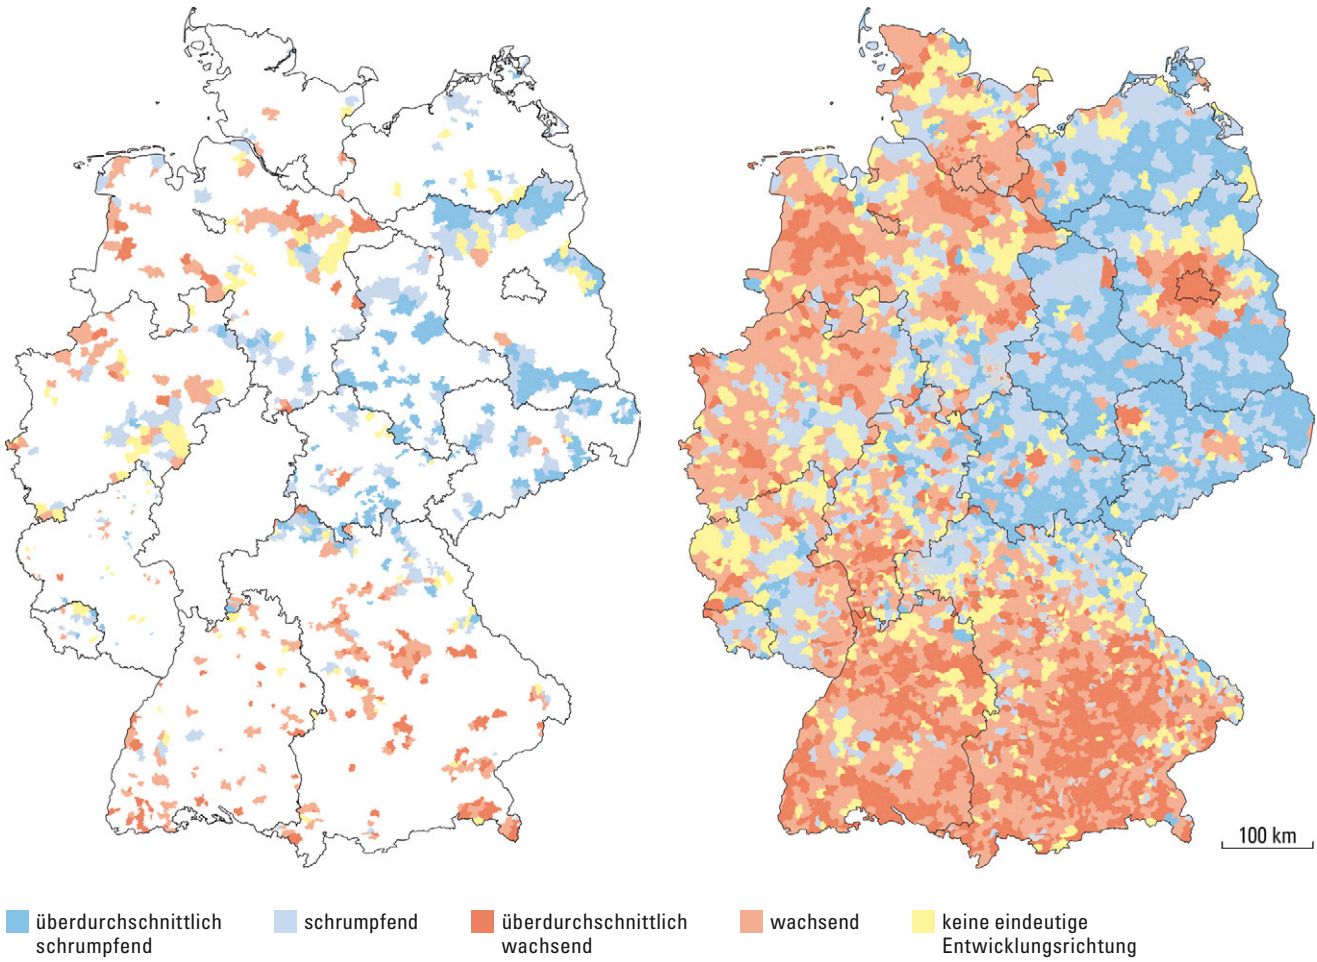 100 km
überdurchschnittlich
schrumpfend
schrumpfend
überdurchschnittlich
wachsend
wachsend
keine eindeutige
Entwicklungsrichtung